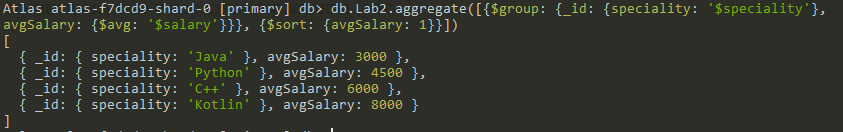 Atlas atlas-f7dcd9-shard-0 [primary] db> db.Lab2.aggregate([{$group: {_id: {speciality: '$speciality'},
avgSalary: {$avg: '$salary'}}}, {$sort: {avgSalary: 1}}])
[
  { _id: { speciality: 'Java' }, avgSalary: 3000 },
  { _id: { speciality: 'Python' }, avgSalary: 4500 },
  { _id: { speciality: 'C++' }, avgSalary: 6000 },
  { _id: { speciality: 'Kotlin' }, avgSalary: 8000 }
]